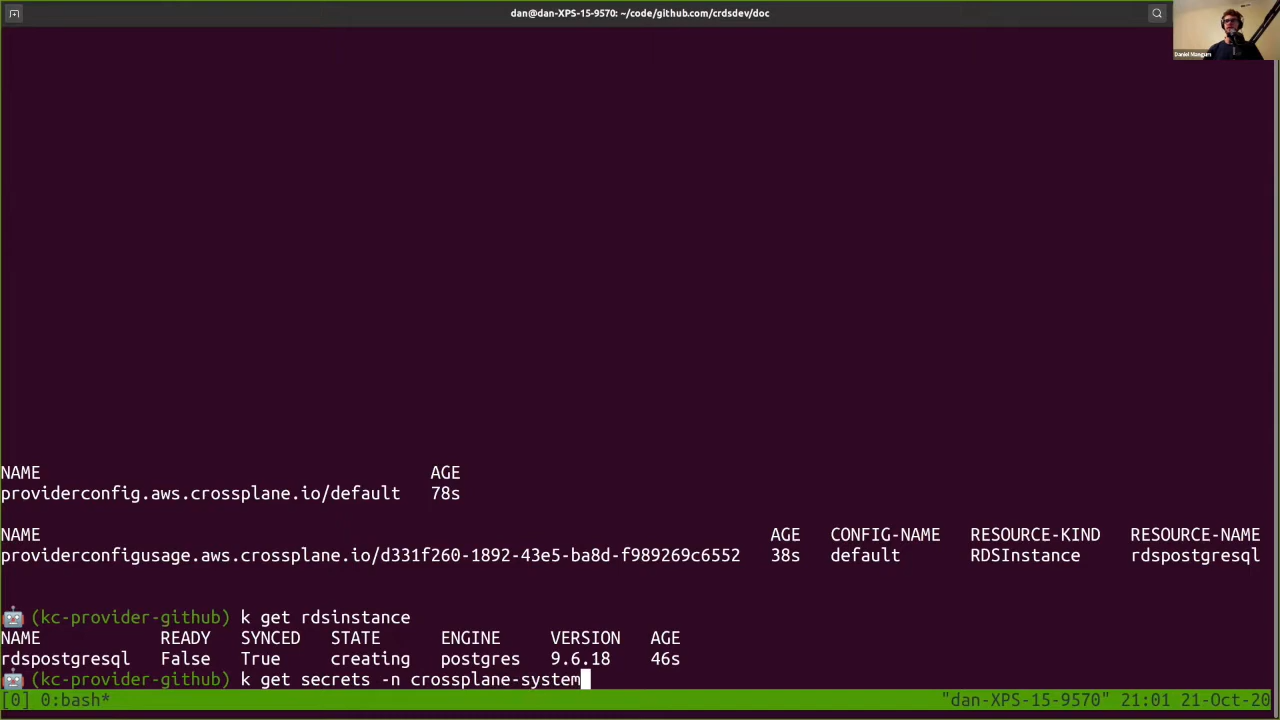 dan@dan-XPS-15-9570: ~/code/github.com/crdsdev/doc
Daniel Mangum
NAME AGE
providerconfig.aws.crossplane.io/default 78s
NAME AGE CONFIG-NAME RESOURCE-KIND RESOURCE-NAME
providerconfigusage.aws.crossplane.io/d331f260-1892-43e5-ba8d-f989269c6552 38s default RDSInstance rdspostgresql
(kc-provider-github) k get rdsinstance
NAME READY SYNCED STATE ENGINE VERSION AGE
rdspostgresql False True creating postgres 9.6.18 46s
(kc-provider-github) k get secrets -n crossplane-system
[0] 0:bash* "dan-XPS-15-9570" 21:01 21-Oct-20